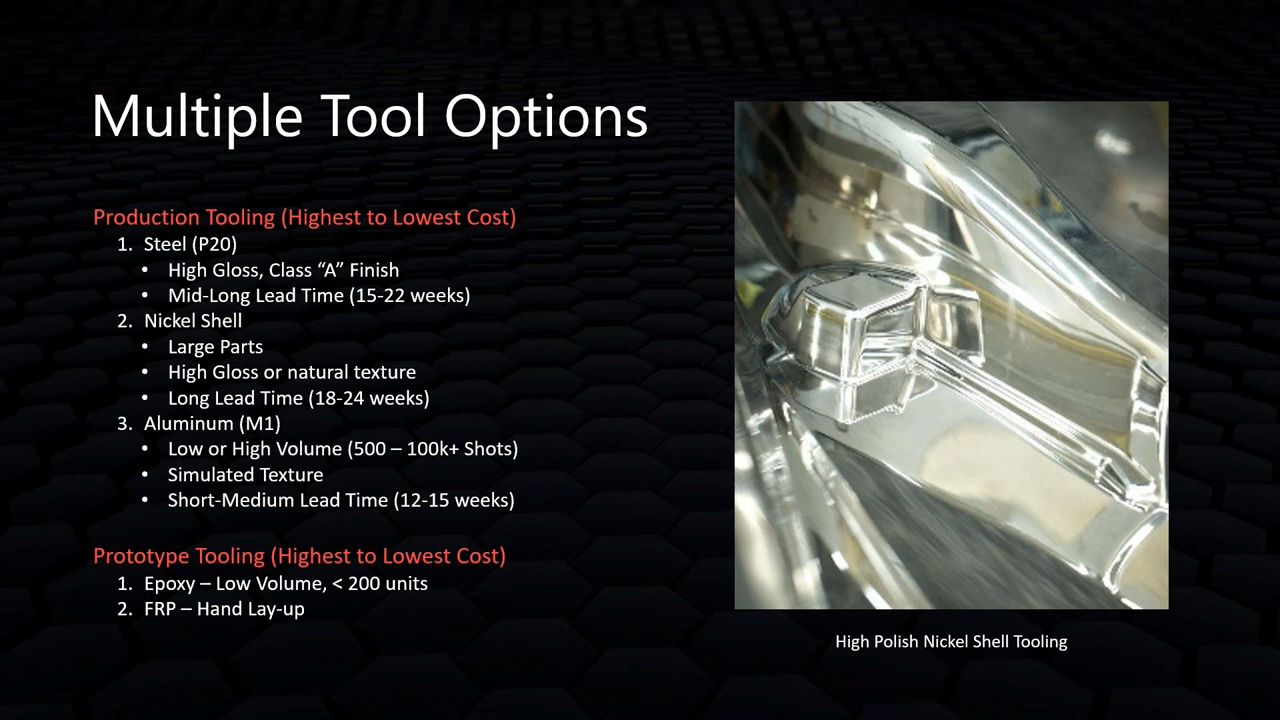 Multiple Tool Options
Production Tooling (Highest to Lowest Cost)
1. Steel (P20)
• High Gloss, Class “A” Finish
• Mid-Long Lead Time (15-22 weeks)
2. Nickel Shell
• Large Parts
• High Gloss or natural texture
• Long Lead Time (18-24 weeks)
3. Aluminum (M1)
• Low or High Volume (500 – 100k+ Shots)
• Simulated Texture
• Short-Medium Lead Time (12-15 weeks)
Prototype Tooling (Highest to Lowest Cost)
1. Epoxy – Low Volume, < 200 units
2. FRP – Hand Lay-up
High Polish Nickel Shell Tooling